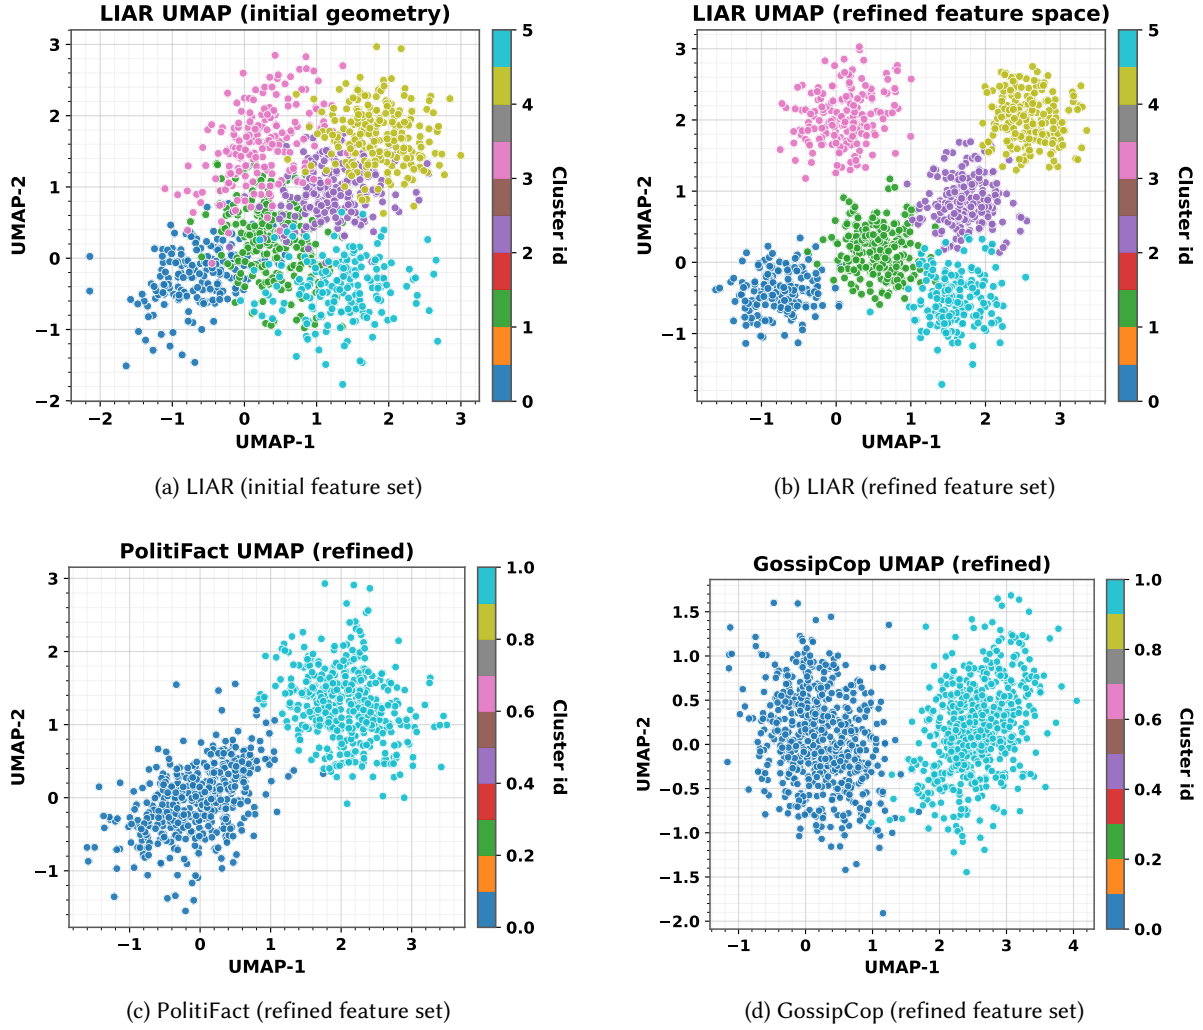 LIAR UMAP (initial geometry)
3
2
1
0
−1
−2
UMAP-2
−2 −1 0 1 2 3
UMAP-1
5
4
3
2
1
0
Cluster id
(a) LIAR (initial feature set)
LIAR UMAP (refined feature space)
3
2
1
0
−1
UMAP-2
−1 0 1 2 3
UMAP-1
5
4
3
2
1
0
Cluster id
(b) LIAR (refined feature set)
PolitiFact UMAP (refined)
3
2
1
0
−1
UMAP-2
−1 0 1 2 3
UMAP-1
1.0
0.8
0.6
0.4
0.2
0.0
Cluster id
(c) PolitiFact (refined feature set)
GossipCop UMAP (refined)
1.5
1.0
0.5
0.0
−0.5
−1.0
−1.5
−2.0
UMAP-2
−1 0 1 2 3 4
UMAP-1
1.0
0.8
0.6
0.4
0.2
0.0
Cluster id
(d) GossipCop (refined feature set)